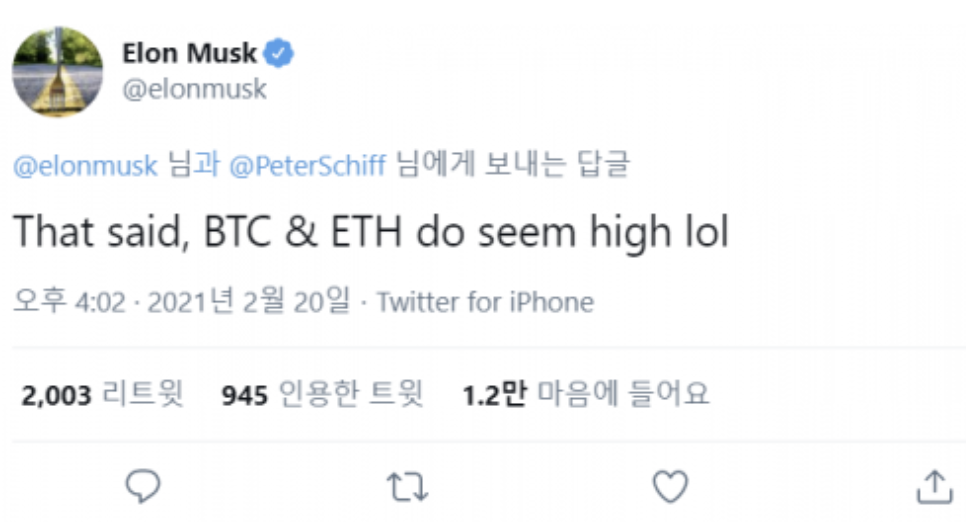 Elon Musk
@elonmusk
@elonmusk 님과 @PeterSchiff 님에게 보내는 답글
That said, BTC & ETH do seem high lol
오후 4:02 · 2021년 2월 20일 · Twitter for iPhone
2,003 리트윗 945 인용한 트윗 1.2만 마음에 들어요